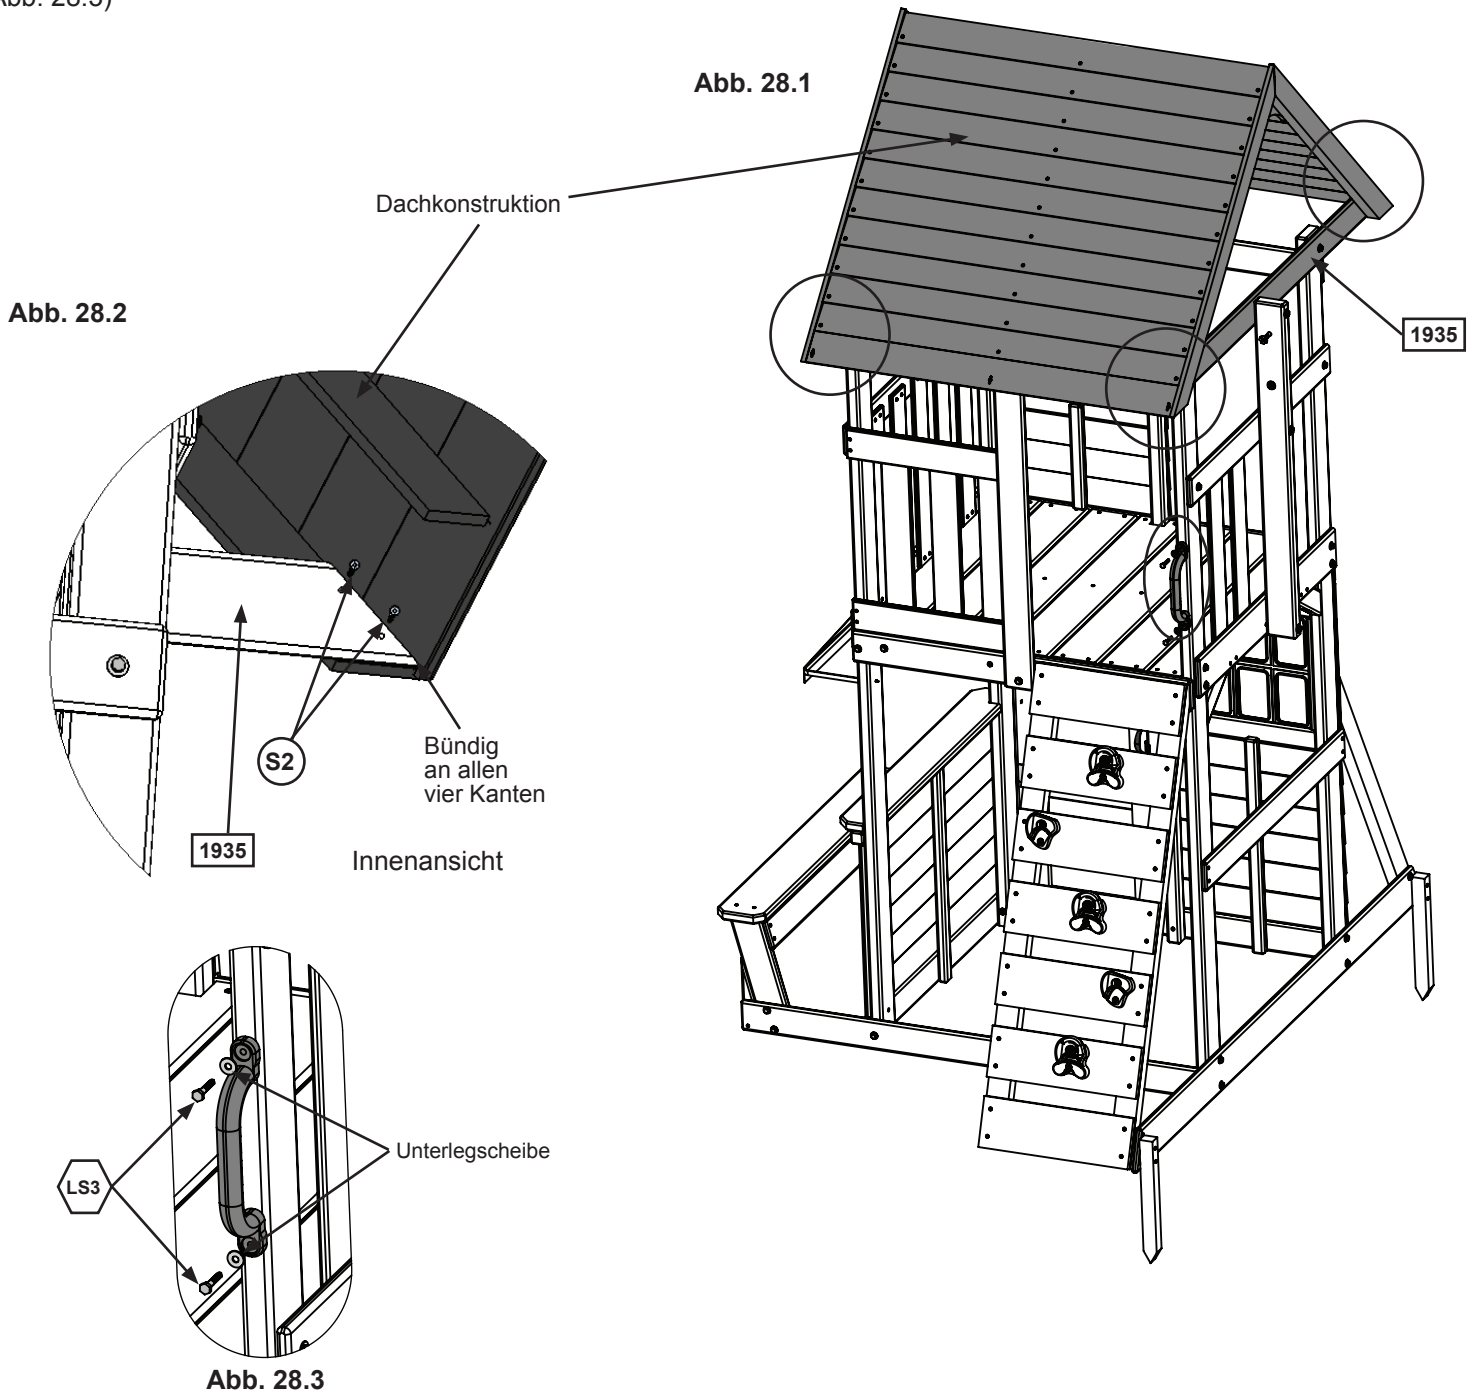 Abb. 28.3)
Abb. 28.1
Dachkonstruktion
Abb. 28.2
1935
S2
Bündig
an allen
vier Kanten
1935
Innenansicht
Unterlegscheibe
LS3
Abb. 28.3